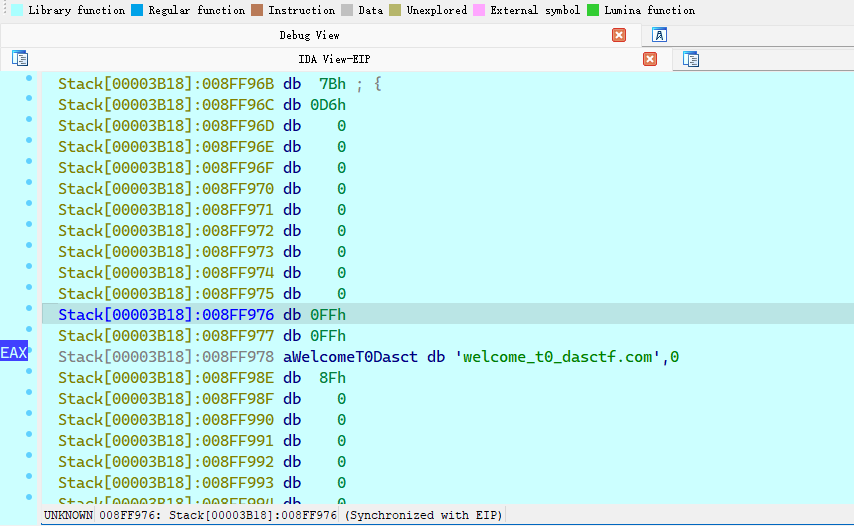 Library function Regular function Instruction Data Unexplored External symbol Lumina function
Debug View
IDA View-EIP
Stack[00003B18]:008FF96B db 7Bh ; {
Stack[00003B18]:008FF96C db 0D6h
Stack[00003B18]:008FF96D db 0
Stack[00003B18]:008FF96E db 0
Stack[00003B18]:008FF96F db 0
Stack[00003B18]:008FF970 db 0
Stack[00003B18]:008FF971 db 0
Stack[00003B18]:008FF972 db 0
Stack[00003B18]:008FF973 db 0
Stack[00003B18]:008FF974 db 0
Stack[00003B18]:008FF975 db 0
Stack[00003B18]:008FF976 db 0FFh
Stack[00003B18]:008FF977 db 0FFh
EAX Stack[00003B18]:008FF978 aWelcomeT0Dasct db 'welcome_t0_dasctf.com',0
Stack[00003B18]:008FF98E db 8Fh
Stack[00003B18]:008FF98F db 0
Stack[00003B18]:008FF990 db 0
Stack[00003B18]:008FF991 db 0
Stack[00003B18]:008FF992 db 0
Stack[00003B18]:008FF993 db 0
Stack[00003B18]:008FF994 db 0
UNKNOWN 008FF976: Stack[00003B18]:008FF976 (Synchronized with EIP)